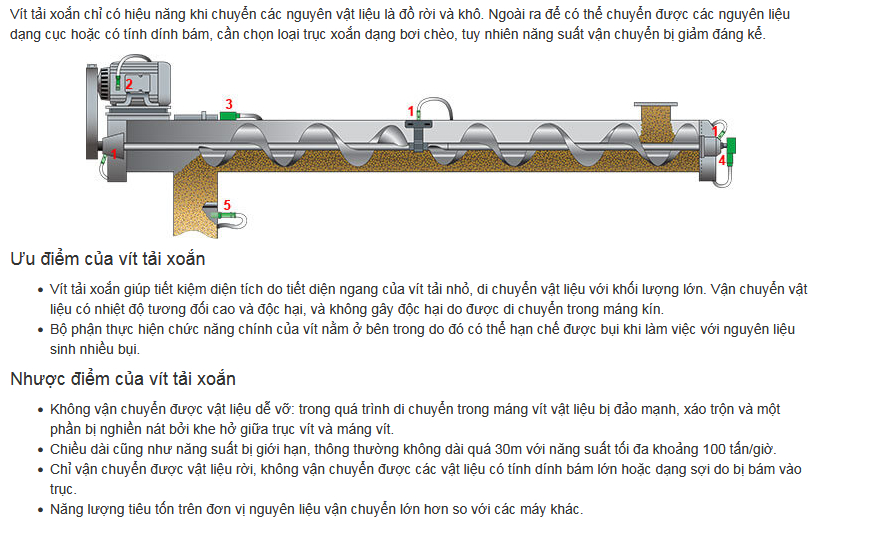 Vít tải xoắn chỉ có hiệu năng khi chuyển các nguyên vật liệu là đồ rời và khô. Ngoài ra để có thể chuyển được các nguyên liệu
dạng cục hoặc có tính dính bám, cần chọn loại trục xoắn dạng bơi chèo, tuy nhiên năng suất vận chuyển bị giảm đáng kể.
2
3
1
1
1
4
5
Ưu điểm của vít tải xoắn
• Vít tải xoắn giúp tiết kiệm diện tích do tiết diện ngang của vít tải nhỏ, di chuyển vật liệu với khối lượng lớn. Vận chuyển vật
liệu có nhiệt độ tương đối cao và độc hại, và không gây độc hại do được di chuyển trong máng kín.
• Bộ phận thực hiện chức năng chính của vít nằm ở bên trong do đó có thể hạn chế được bụi khi làm việc với nguyên liệu
sinh nhiều bụi.
Nhược điểm của vít tải xoắn
• Không vận chuyển được vật liệu dễ vỡ: trong quá trình di chuyển trong máng vít vật liệu bị đảo mạnh, xáo trộn và một
phần bị nghiền nát bởi khe hở giữa trục vít và máng vít.
• Chiều dài cũng như năng suất bị giới hạn, thông thường không dài quá 30m với năng suất tối đa khoảng 100 tấn/giờ.
• Chỉ vận chuyển được vật liệu rời, không vận chuyển được các vật liệu có tính dính bám lớn hoặc dạng sợi do bị bám vào
trục.
• Năng lượng tiêu tốn trên đơn vị nguyên liệu vận chuyển lớn hơn so với các máy khác.